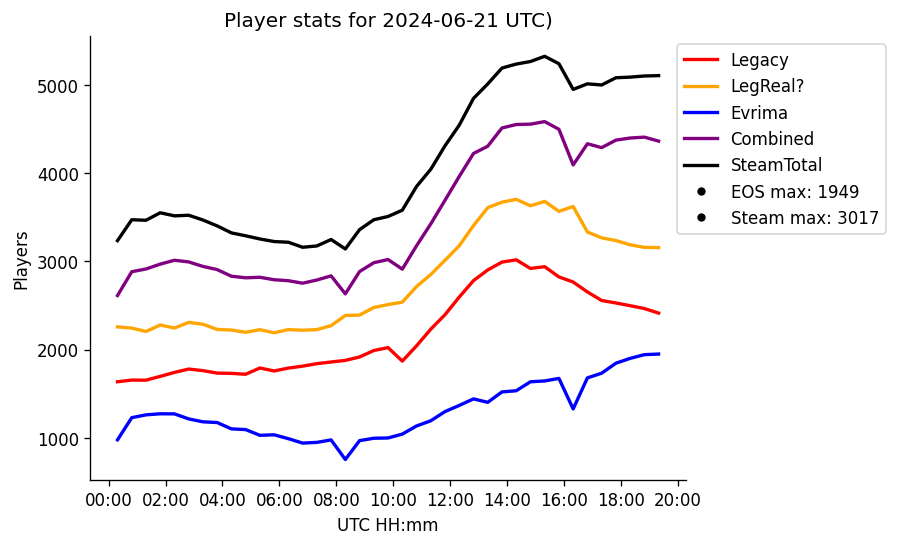 Player stats for 2024-06-21 UTC)
Players
5000
4000
3000
2000
1000
00:00 02:00 04:00 06:00 08:00 10:00 12:00 14:00 16:00 18:00 20:00
UTC HH:mm
Legacy
LegReal?
Evrima
Combined
SteamTotal
EOS max: 1949
Steam max: 3017